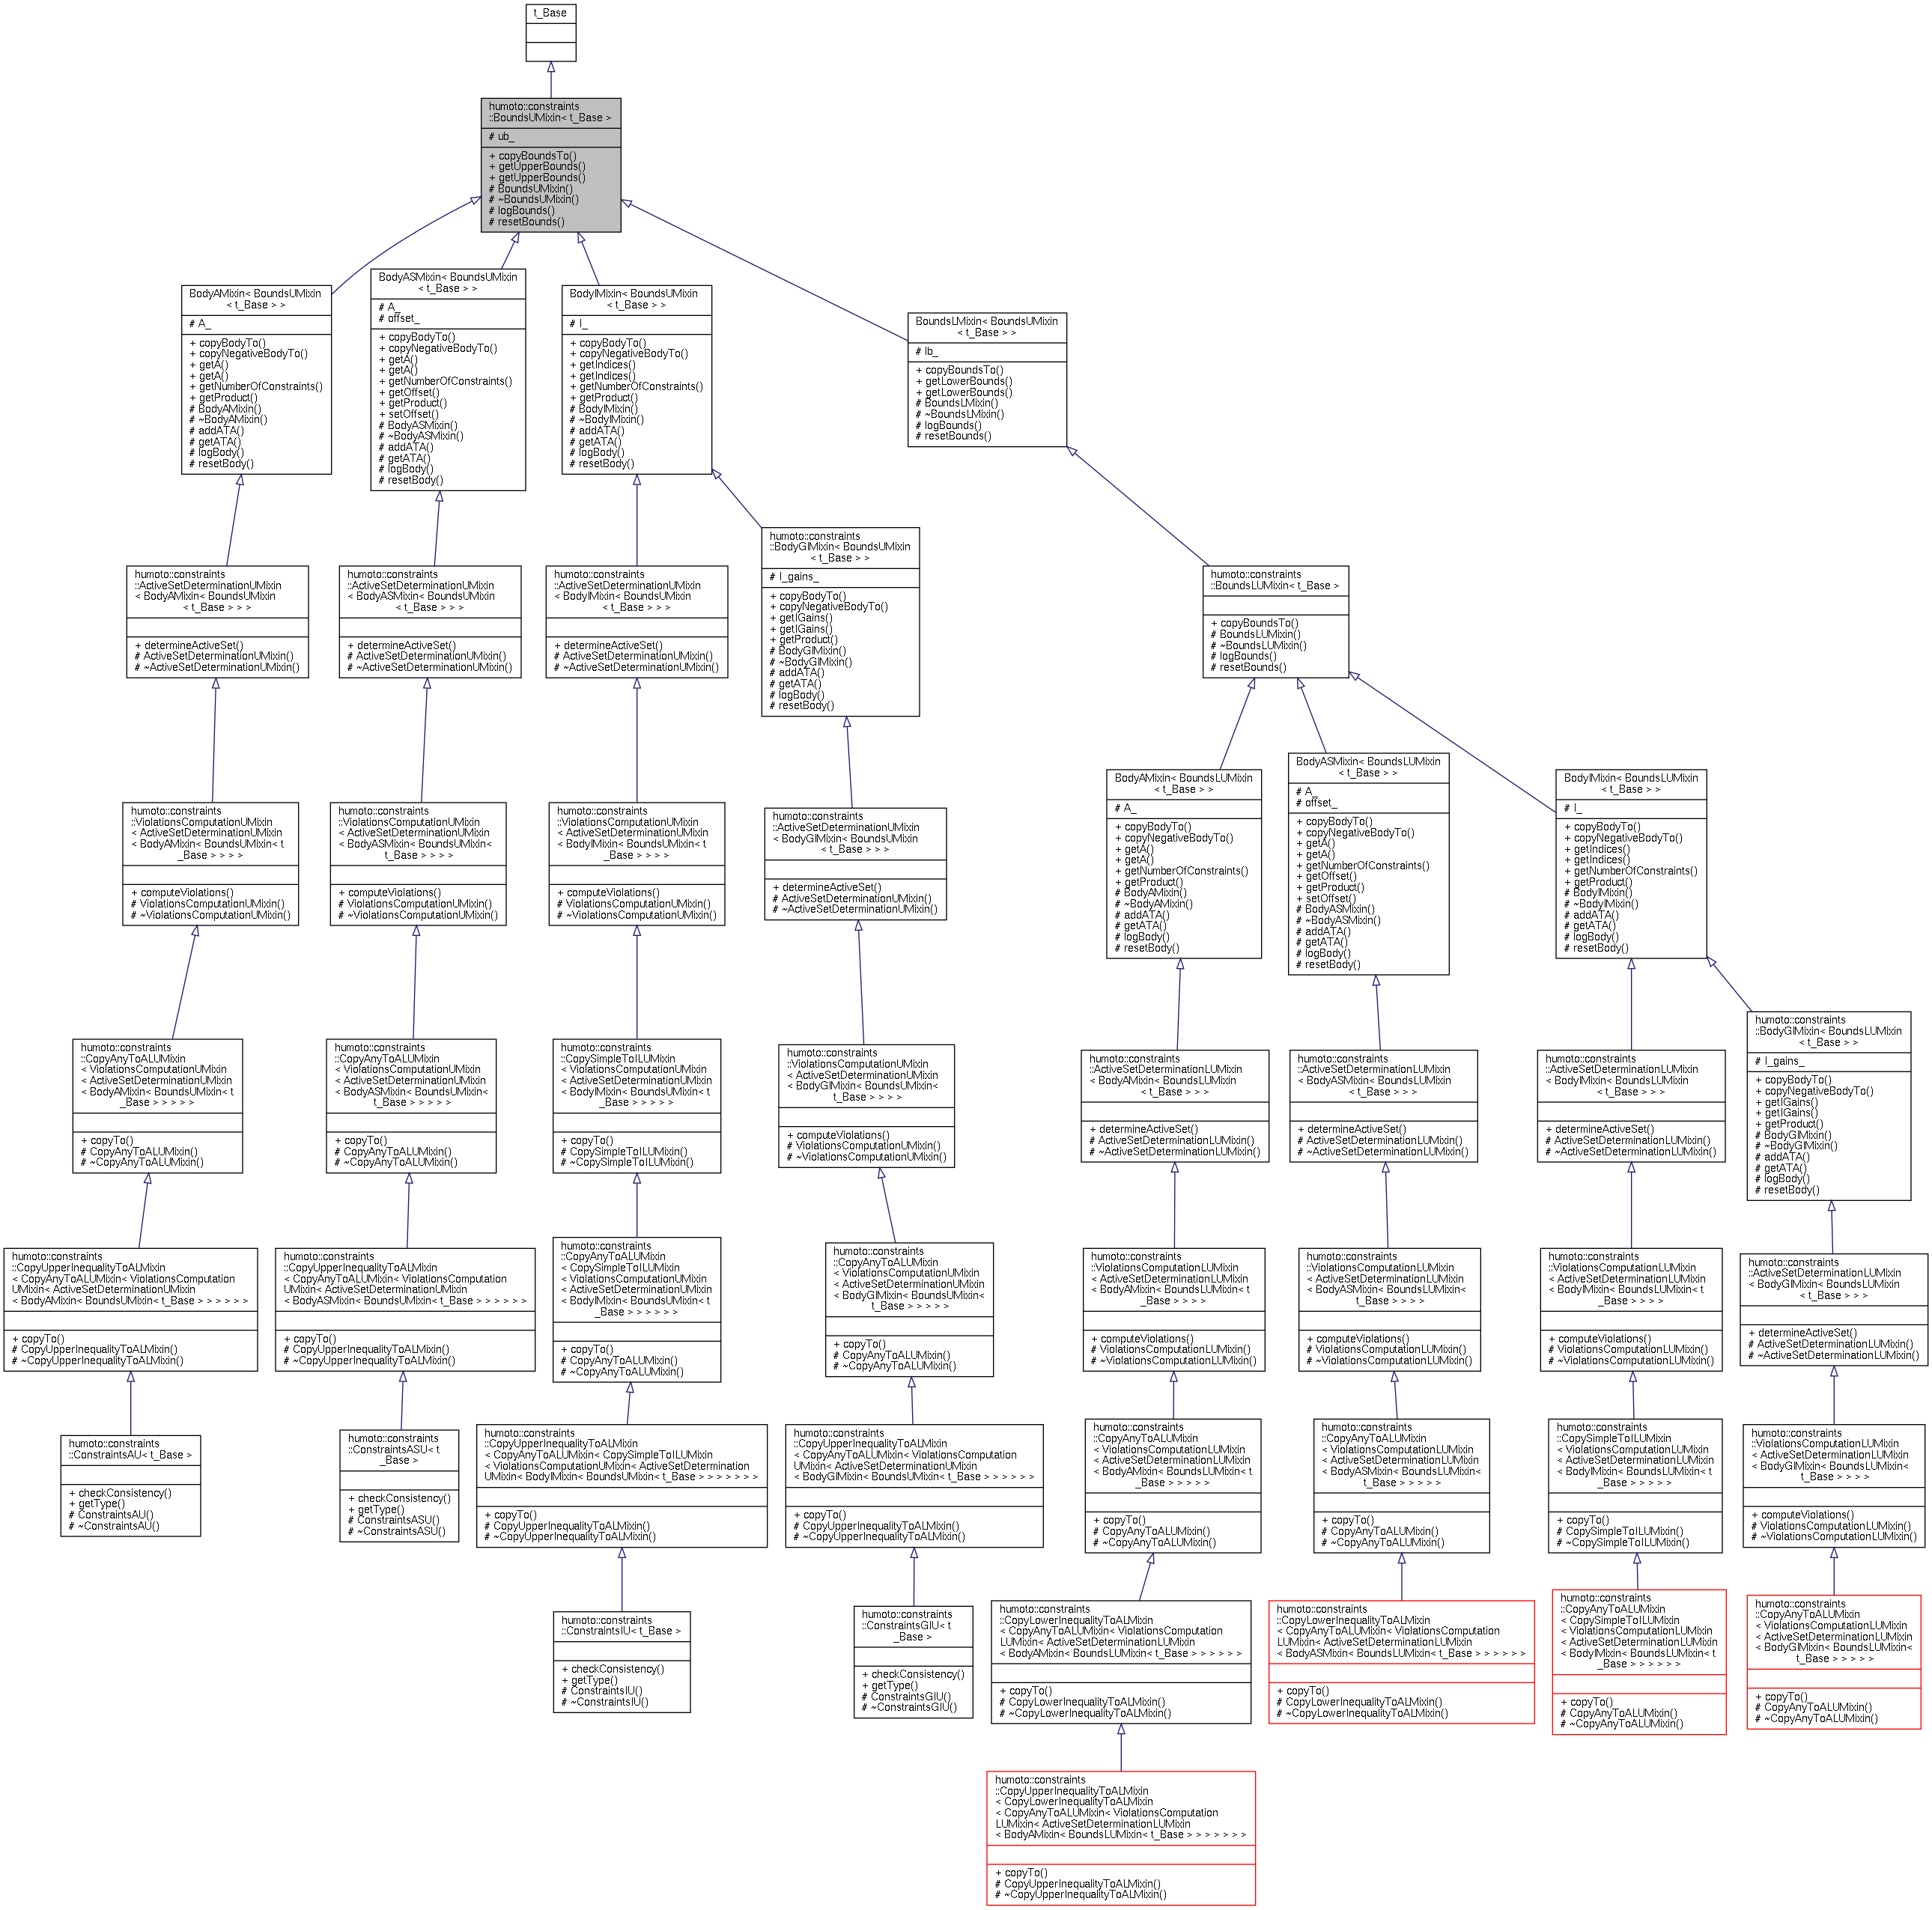 t_Base
humoto::constraints
::BoundsUMixin< t_Base >
# ub_
+ copyBoundsTo()
+ getUpperBounds()
+ getUpperBounds()
# BoundsUMixin()
# ~BoundsUMixin()
# logBounds()
# resetBounds()
BodyAMixin< BoundsUMixin
< t_Base > >
# A_
+ copyBodyTo()
+ copyNegativeBodyTo()
+ getA()
+ getA()
+ getNumberOfConstraints()
+ getProduct()
# BodyAMixin()
# ~BodyAMixin()
# addATA()
# getATA()
# logBody()
# resetBody()
BodyASMixin< BoundsUMixin
< t_Base > >
# A_
# offset_
+ copyBodyTo()
+ copyNegativeBodyTo()
+ getA()
+ getA()
+ getNumberOfConstraints()
+ getOffset()
+ getProduct()
+ setOffset()
# BodyASMixin()
# ~BodyASMixin()
# addATA()
# getATA()
# logBody()
# resetBody()
BodyIMixin< BoundsUMixin
< t_Base > >
# I_
+ copyBodyTo()
+ copyNegativeBodyTo()
+ getIndices()
+ getIndices()
+ getNumberOfConstraints()
+ getProduct()
# BodyIMixin()
# ~BodyIMixin()
# addATA()
# getATA()
# logBody()
# resetBody()
BoundsLMixin< BoundsUMixin
< t_Base > >
# lb_
+ copyBoundsTo()
+ getLowerBounds()
+ getLowerBounds()
# BoundsLMixin()
# ~BoundsLMixin()
# logBounds()
# resetBounds()
humoto::constraints
::ActiveSetDeterminationUMixin
< BodyAMixin< BoundsUMixin
< t_Base > > >
+ determineActiveSet()
# ActiveSetDeterminationUMixin()
# ~ActiveSetDeterminationUMixin()
humoto::constraints
::ActiveSetDeterminationUMixin
< BodyASMixin< BoundsUMixin
< t_Base > > >
+ determineActiveSet()
# ActiveSetDeterminationUMixin()
# ~ActiveSetDeterminationUMixin()
humoto::constraints
::ActiveSetDeterminationUMixin
< BodyIMixin< BoundsUMixin
< t_Base > > >
+ determineActiveSet()
# ActiveSetDeterminationUMixin()
# ~ActiveSetDeterminationUMixin()
humoto::constraints
::BodyGIMixin< BoundsUMixin
< t_Base > >
# I_gains_
+ copyBodyTo()
+ copyNegativeBodyTo()
+ getIGains()
+ getIGains()
+ getProduct()
# BodyGIMixin()
# ~BodyGIMixin()
# addATA()
# getATA()
# logBody()
# resetBody()
humoto::constraints
::BoundsLUMixin< t_Base >
+ copyBoundsTo()
# BoundsLUMixin()
# ~BoundsLUMixin()
# logBounds()
# resetBounds()
BodyAMixin< BoundsLUMixin
< t_Base > >
# A_
+ copyBodyTo()
+ copyNegativeBodyTo()
+ getA()
+ getA()
+ getNumberOfConstraints()
+ getProduct()
# BodyAMixin()
# ~BodyAMixin()
# addATA()
# getATA()
# logBody()
# resetBody()
BodyASMixin< BoundsLUMixin
< t_Base > >
# A_
# offset_
+ copyBodyTo()
+ copyNegativeBodyTo()
+ getA()
+ getA()
+ getNumberOfConstraints()
+ getOffset()
+ getProduct()
+ setOffset()
# BodyASMixin()
# ~BodyASMixin()
# addATA()
# getATA()
# logBody()
# resetBody()
BodyIMixin< BoundsLUMixin
< t_Base > >
# I_
+ copyBodyTo()
+ copyNegativeBodyTo()
+ getIndices()
+ getIndices()
+ getNumberOfConstraints()
+ getProduct()
# BodyIMixin()
# ~BodyIMixin()
# addATA()
# getATA()
# logBody()
# resetBody()
humoto::constraints
::ViolationsComputationUMixin
< ActiveSetDeterminationUMixin
< BodyAMixin< BoundsUMixin< t
_Base > > > >
+ computeViolations()
# ViolationsComputationUMixin()
# ~ViolationsComputationUMixin()
humoto::constraints
::ViolationsComputationUMixin
< ActiveSetDeterminationUMixin
< BodyASMixin< BoundsUMixin<
t_Base > > > >
+ computeViolations()
# ViolationsComputationUMixin()
# ~ViolationsComputationUMixin()
humoto::constraints
::ViolationsComputationUMixin
< ActiveSetDeterminationUMixin
< BodyIMixin< BoundsUMixin< t
_Base > > > >
+ computeViolations()
# ViolationsComputationUMixin()
# ~ViolationsComputationUMixin()
humoto::constraints
::ActiveSetDeterminationUMixin
< BodyGIMixin< BoundsUMixin
< t_Base > > >
+ determineActiveSet()
# ActiveSetDeterminationUMixin()
# ~ActiveSetDeterminationUMixin()
humoto::constraints
::CopyAnyToALUMixin
< ViolationsComputationUMixin
< ActiveSetDeterminationUMixin
< BodyAMixin< BoundsUMixin< t
_Base > > > > >
+ copyTo()
# CopyAnyToALUMixin()
# ~CopyAnyToALUMixin()
humoto::constraints
::CopyAnyToALUMixin
< ViolationsComputationUMixin
< ActiveSetDeterminationUMixin
< BodyASMixin< BoundsUMixin<
t_Base > > > > >
+ copyTo()
# CopyAnyToALUMixin()
# ~CopyAnyToALUMixin()
humoto::constraints
::CopySimpleToILUMixin
< ViolationsComputationUMixin
< ActiveSetDeterminationUMixin
< BodyIMixin< BoundsUMixin< t
_Base > > > > >
+ copyTo()
# CopySimpleToILUMixin()
# ~CopySimpleToILUMixin()
humoto::constraints
::ViolationsComputationUMixin
< ActiveSetDeterminationUMixin
< BodyGIMixin< BoundsUMixin<
t_Base > > > >
+ computeViolations()
# ViolationsComputationUMixin()
# ~ViolationsComputationUMixin()
humoto::constraints
::ActiveSetDeterminationLUMixin
< BodyAMixin< BoundsLUMixin
< t_Base > > >
+ determineActiveSet()
# ActiveSetDeterminationLUMixin()
# ~ActiveSetDeterminationLUMixin()
humoto::constraints
::ActiveSetDeterminationLUMixin
< BodyASMixin< BoundsLUMixin
< t_Base > > >
+ determineActiveSet()
# ActiveSetDeterminationLUMixin()
# ~ActiveSetDeterminationLUMixin()
humoto::constraints
::ActiveSetDeterminationLUMixin
< BodyIMixin< BoundsLUMixin
< t_Base > > >
+ determineActiveSet()
# ActiveSetDeterminationLUMixin()
# ~ActiveSetDeterminationLUMixin()
humoto::constraints
::BodyGIMixin< BoundsLUMixin
< t_Base > >
# I_gains_
+ copyBodyTo()
+ copyNegativeBodyTo()
+ getIGains()
+ getIGains()
+ getProduct()
# BodyGIMixin()
# ~BodyGIMixin()
# addATA()
# getATA()
# logBody()
# resetBody()
humoto::constraints
::CopyUpperInequalityToALMixin
< CopyAnyToALUMixin< ViolationsComputation
UMixin< ActiveSetDeterminationUMixin
< BodyAMixin< BoundsUMixin< t_Base > > > > > >
+ copyTo()
# CopyUpperInequalityToALMixin()
# ~CopyUpperInequalityToALMixin()
humoto::constraints
::CopyUpperInequalityToALMixin
< CopyAnyToALUMixin< ViolationsComputation
UMixin< ActiveSetDeterminationUMixin
< BodyASMixin< BoundsUMixin< t_Base > > > > > >
+ copyTo()
# CopyUpperInequalityToALMixin()
# ~CopyUpperInequalityToALMixin()
humoto::constraints
::CopyAnyToALUMixin
< CopySimpleToILUMixin
< ViolationsComputationUMixin
< ActiveSetDeterminationUMixin
< BodyIMixin< BoundsUMixin< t
_Base > > > > > >
+ copyTo()
# CopyAnyToALUMixin()
# ~CopyAnyToALUMixin()
humoto::constraints
::CopyAnyToALUMixin
< ViolationsComputationUMixin
< ActiveSetDeterminationUMixin
< BodyGIMixin< BoundsUMixin<
t_Base > > > > >
+ copyTo()
# CopyAnyToALUMixin()
# ~CopyAnyToALUMixin()
humoto::constraints
::ViolationsComputationLUMixin
< ActiveSetDeterminationLUMixin
< BodyAMixin< BoundsLUMixin< t
_Base > > > >
+ computeViolations()
# ViolationsComputationLUMixin()
# ~ViolationsComputationLUMixin()
humoto::constraints
::ViolationsComputationLUMixin
< ActiveSetDeterminationLUMixin
< BodyASMixin< BoundsLUMixin<
t_Base > > > >
+ computeViolations()
# ViolationsComputationLUMixin()
# ~ViolationsComputationLUMixin()
humoto::constraints
::ViolationsComputationLUMixin
< ActiveSetDeterminationLUMixin
< BodyIMixin< BoundsLUMixin< t
_Base > > > >
+ computeViolations()
# ViolationsComputationLUMixin()
# ~ViolationsComputationLUMixin()
humoto::constraints
::ActiveSetDeterminationLUMixin
< BodyGIMixin< BoundsLUMixin
< t_Base > > >
+ determineActiveSet()
# ActiveSetDeterminationLUMixin()
# ~ActiveSetDeterminationLUMixin()
humoto::constraints
::ConstraintsAU< t_Base >
+ checkConsistency()
+ getType()
# ConstraintsAU()
# ~ConstraintsAU()
humoto::constraints
::ConstraintsASU< t
_Base >
+ checkConsistency()
+ getType()
# ConstraintsASU()
# ~ConstraintsASU()
humoto::constraints
::CopyUpperInequalityToALMixin
< CopyAnyToALUMixin< CopySimpleToILUMixin
< ViolationsComputationUMixin< ActiveSetDetermination
UMixin< BodyIMixin< BoundsUMixin< t_Base > > > > > > >
+ copyTo()
# CopyUpperInequalityToALMixin()
# ~CopyUpperInequalityToALMixin()
humoto::constraints
::CopyUpperInequalityToALMixin
< CopyAnyToALUMixin< ViolationsComputation
UMixin< ActiveSetDeterminationUMixin
< BodyGIMixin< BoundsUMixin< t_Base > > > > > >
+ copyTo()
# CopyUpperInequalityToALMixin()
# ~CopyUpperInequalityToALMixin()
humoto::constraints
::CopyAnyToALUMixin
< ViolationsComputationLUMixin
< ActiveSetDeterminationLUMixin
< BodyAMixin< BoundsLUMixin< t
_Base > > > > >
+ copyTo()
# CopyAnyToALUMixin()
# ~CopyAnyToALUMixin()
humoto::constraints
::CopyAnyToALUMixin
< ViolationsComputationLUMixin
< ActiveSetDeterminationLUMixin
< BodyASMixin< BoundsLUMixin<
t_Base > > > > >
+ copyTo()
# CopyAnyToALUMixin()
# ~CopyAnyToALUMixin()
humoto::constraints
::CopySimpleToILUMixin
< ViolationsComputationLUMixin
< ActiveSetDeterminationLUMixin
< BodyIMixin< BoundsLUMixin< t
_Base > > > > >
+ copyTo()
# CopySimpleToILUMixin()
# ~CopySimpleToILUMixin()
humoto::constraints
::ViolationsComputationLUMixin
< ActiveSetDeterminationLUMixin
< BodyGIMixin< BoundsLUMixin<
t_Base > > > >
+ computeViolations()
# ViolationsComputationLUMixin()
# ~ViolationsComputationLUMixin()
humoto::constraints
::ConstraintsIU< t_Base >
+ checkConsistency()
+ getType()
# ConstraintsIU()
# ~ConstraintsIU()
humoto::constraints
::ConstraintsGIU< t
_Base >
+ checkConsistency()
+ getType()
# ConstraintsGIU()
# ~ConstraintsGIU()
humoto::constraints
::CopyLowerInequalityToALMixin
< CopyAnyToALUMixin< ViolationsComputation
LUMixin< ActiveSetDeterminationLUMixin
< BodyAMixin< BoundsLUMixin< t_Base > > > > > >
+ copyTo()
# CopyLowerInequalityToALMixin()
# ~CopyLowerInequalityToALMixin()
humoto::constraints
::CopyLowerInequalityToALMixin
< CopyAnyToALUMixin< ViolationsComputation
LUMixin< ActiveSetDeterminationLUMixin
< BodyASMixin< BoundsLUMixin< t_Base > > > > > >
+ copyTo()
# CopyLowerInequalityToALMixin()
# ~CopyLowerInequalityToALMixin()
humoto::constraints
::CopyAnyToALUMixin
< CopySimpleToILUMixin
< ViolationsComputationLUMixin
< ActiveSetDeterminationLUMixin
< BodyIMixin< BoundsLUMixin< t
_Base > > > > > >
+ copyTo()
# CopyAnyToALUMixin()
# ~CopyAnyToALUMixin()
humoto::constraints
::CopyAnyToALUMixin
< ViolationsComputationLUMixin
< ActiveSetDeterminationLUMixin
< BodyGIMixin< BoundsLUMixin<
t_Base > > > > >
+ copyTo()
# CopyAnyToALUMixin()
# ~CopyAnyToALUMixin()
humoto::constraints
::CopyUpperInequalityToALMixin
< CopyLowerInequalityToALMixin
< CopyAnyToALUMixin< ViolationsComputation
LUMixin< ActiveSetDeterminationLUMixin
< BodyAMixin< BoundsLUMixin< t_Base > > > > > > >
+ copyTo()
# CopyUpperInequalityToALMixin()
# ~CopyUpperInequalityToALMixin()